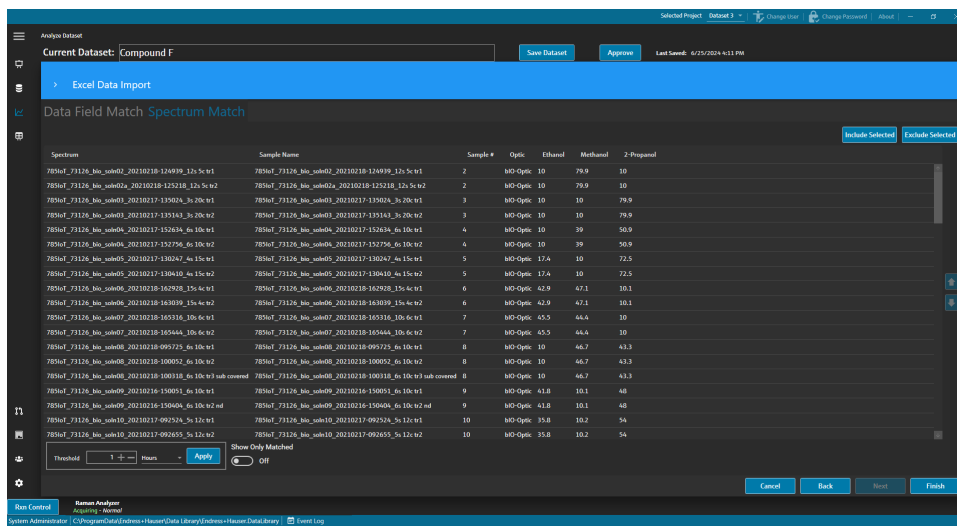 Selected Project Dataset 3 Change User Change Password About
Analyze Dataset
Current Dataset: Compound F Save Dataset Approve Last Saved: 6/25/2024 4:11 PM
> Excel Data Import
Data Field Match Spectrum Match
Include Selected Exclude Selected
Spectrum Sample Name Sample # Optic Ethanol Methanol 2-Propanol
785IoT_73126_bio_soln02_20210218-124939_12s 5c tr1 785IoT_73126_bio_soln02_20210218-124939_12s 5c tr1 2 bIO-Optic 10 79.9 10
785IoT_73126_bio_soln02a_20210218-125218_12s 5c tr2 785IoT_73126_bio_soln02a_20210218-125218_12s 5c tr2 2 bIO-Optic 10 79.9 10
785IoT_73126_bio_soln03_20210217-135024_3s 20c tr1 785IoT_73126_bio_soln03_20210217-135024_3s 20c tr1 3 bIO-Optic 10 10 79.9
785IoT_73126_bio_soln03_20210217-135143_3s 20c tr2 785IoT_73126_bio_soln03_20210217-135143_3s 20c tr2 3 bIO-Optic 10 10 79.9
785IoT_73126_bio_soln04_20210217-152634_6s 10c tr1 785IoT_73126_bio_soln04_20210217-152634_6s 10c tr1 4 bIO-Optic 10 39 50.9
785IoT_73126_bio_soln04_20210217-152756_6s 10c tr2 785IoT_73126_bio_soln04_20210217-152756_6s 10c tr2 4 bIO-Optic 10 39 50.9
785IoT_73126_bio_soln05_20210217-130247_4s 15c tr1 785IoT_73126_bio_soln05_20210217-130247_4s 15c tr1 5 bIO-Optic 17.4 10 72.5
785IoT_73126_bio_soln05_20210217-130410_4s 15c tr2 785IoT_73126_bio_soln05_20210217-130410_4s 15c tr2 5 bIO-Optic 17.4 10 72.5
785IoT_73126_bio_soln06_20210218-162928_15s 4c tr1 785IoT_73126_bio_soln06_20210218-162928_15s 4c tr1 6 bIO-Optic 42.9 47.1 10.1
785IoT_73126_bio_soln06_20210218-163039_15s 4c tr2 785IoT_73126_bio_soln06_20210218-163039_15s 4c tr2 6 bIO-Optic 42.9 47.1 10.1
785IoT_73126_bio_soln07_20210218-165316_10s 6c tr1 785IoT_73126_bio_soln07_20210218-165316_10s 6c tr1 7 bIO-Optic 45.5 44.4 10
785IoT_73126_bio_soln07_20210218-165444_10s 6c tr2 785IoT_73126_bio_soln07_20210218-165444_10s 6c tr2 7 bIO-Optic 45.5 44.4 10
785IoT_73126_bio_soln08_20210218-095725_6s 10c tr1 785IoT_73126_bio_soln08_20210218-095725_6s 10c tr1 8 bIO-Optic 10 46.7 43.3
785IoT_73126_bio_soln08_20210218-100052_6s 10c tr2 785IoT_73126_bio_soln08_20210218-100052_6s 10c tr2 8 bIO-Optic 10 46.7 43.3
785IoT_73126_bio_soln08_20210218-100318_6s 10c tr3 sub covered 785IoT_73126_bio_soln08_20210218-100318_6s 10c tr3 sub covered 8 bIO-Optic 10 46.7 43.3
785IoT_73126_bio_soln09_20210216-150051_6s 10c tr1 785IoT_73126_bio_soln09_20210216-150051_6s 10c tr1 9 bIO-Optic 41.8 10.1 48
785IoT_73126_bio_soln09_20210216-150404_6s 10c tr2 nd 785IoT_73126_bio_soln09_20210216-150404_6s 10c tr2 nd 9 bIO-Optic 41.8 10.1 48
785IoT_73126_bio_soln10_20210217-092524_5s 12c tr1 785IoT_73126_bio_soln10_20210217-092524_5s 12c tr1 10 bIO-Optic 35.8 10.2 54
785IoT_73126_bio_soln10_20210217-092655_5s 12c tr2 785IoT_73126_bio_soln10_20210217-092655_5s 12c tr2 10 bIO-Optic 35.8 10.2 54
Show Only Matched
Threshold 1 + − Hours Apply Off
Cancel Back Next Finish
Rxn Control Raman Analyzer
Acquiring - Normal
System Administrator C:\ProgramData\Endress+Hauser\Data Library\Endress+Hauser.DataLibrary Event Log